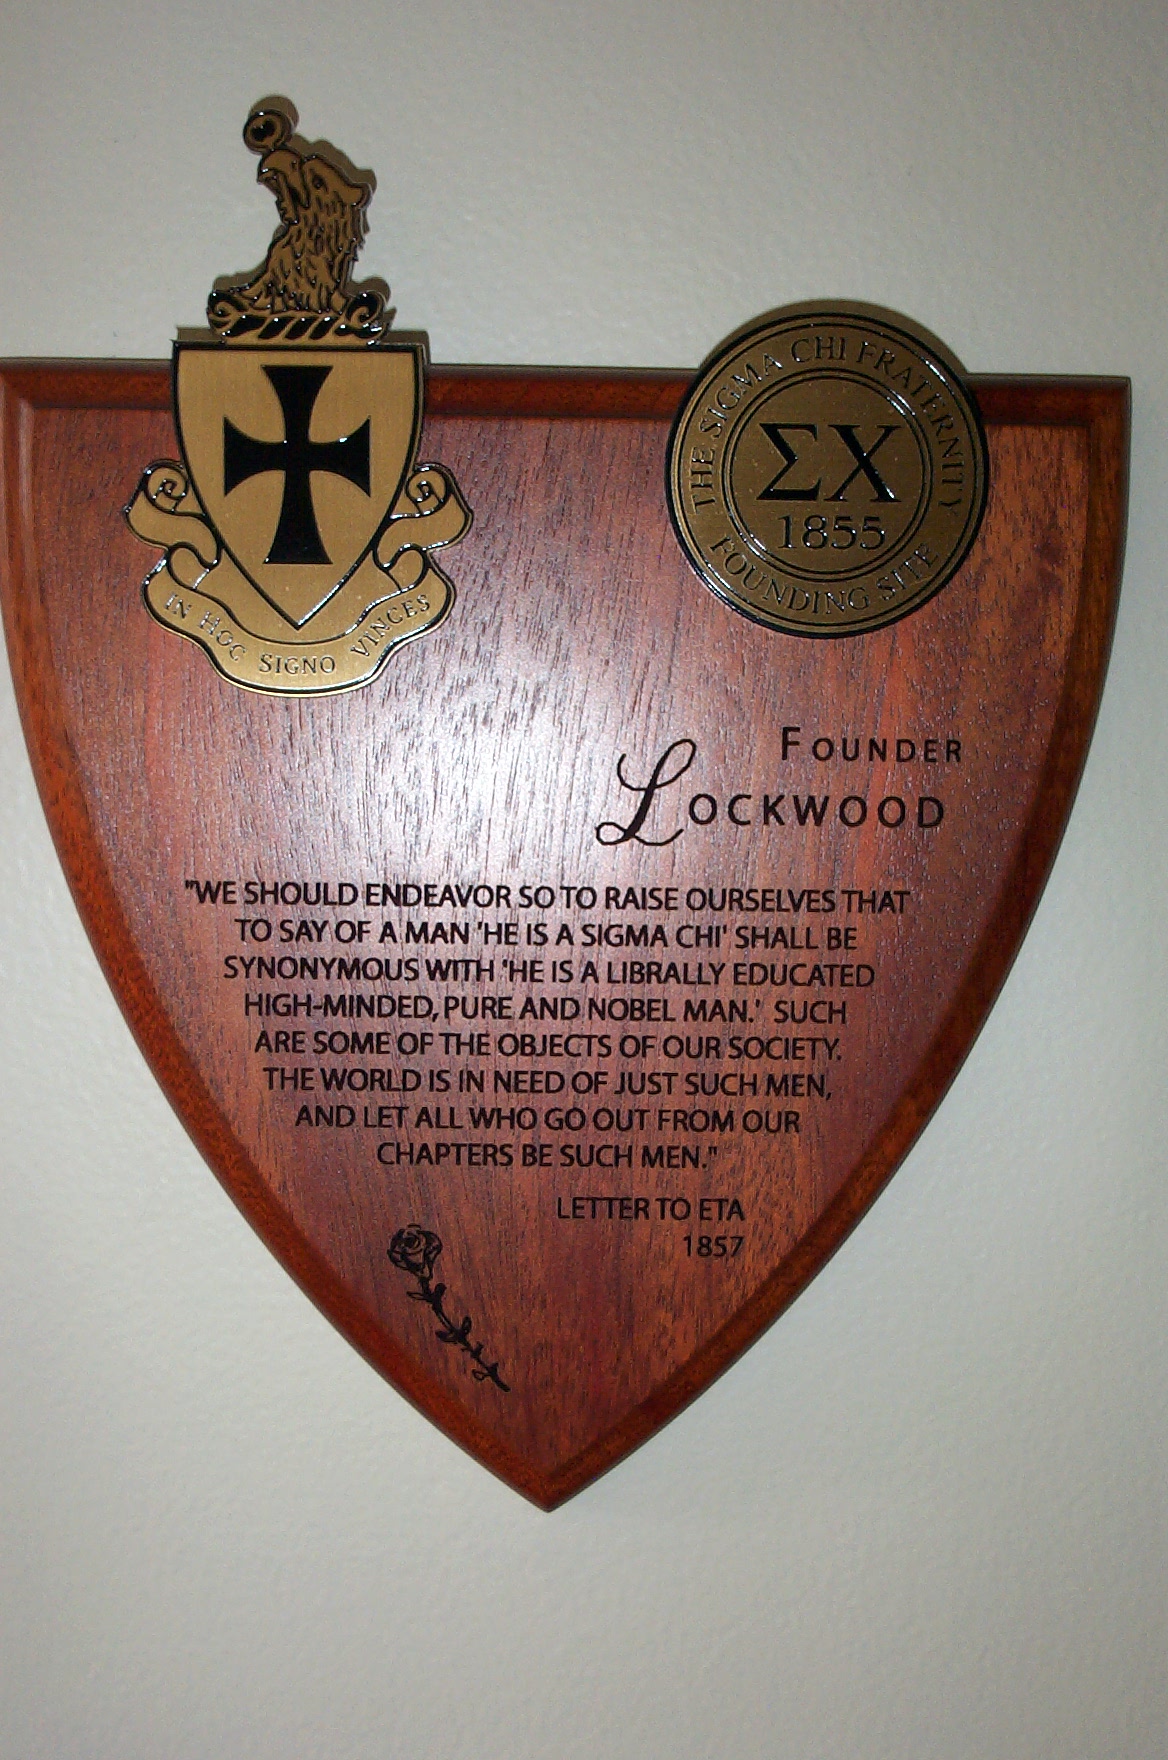 IN HOC SIGNO VINCES
THE SIGMA CHI FRATERNITY
ΣΧ
1855
FOUNDING SITE
FOUNDER
LOCKWOOD
"WE SHOULD ENDEAVOR SO TO RAISE OURSELVES THAT
TO SAY OF A MAN 'HE IS A SIGMA CHI' SHALL BE
SYNONYMOUS WITH 'HE IS A LIBRALLY EDUCATED
HIGH-MINDED, PURE AND NOBEL MAN.' SUCH
ARE SOME OF THE OBJECTS OF OUR SOCIETY.
THE WORLD IS IN NEED OF JUST SUCH MEN,
AND LET ALL WHO GO OUT FROM OUR
CHAPTERS BE SUCH MEN."
LETTER TO ETA
1857